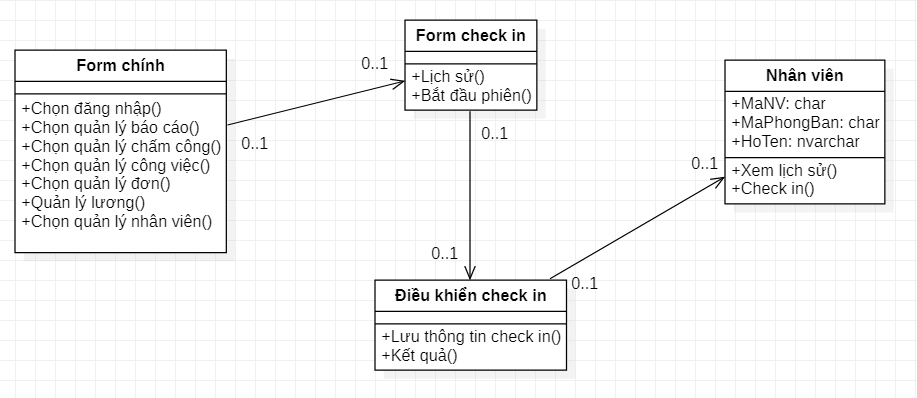 Form chính
+Chọn đăng nhập()
+Chọn quản lý báo cáo()
+Chọn quản lý chấm công()
+Chọn quản lý công việc()
+Chọn quản lý đơn()
+Quản lý lương()
+Chọn quản lý nhân viên()
0..1
0..1
Form check in
+Lịch sử()
+Bắt đầu phiên()
0..1
0..1
Điều khiển check in
+Lưu thông tin check in()
+Kết quả()
0..1
0..1
Nhân viên
+MaNV: char
+MaPhongBan: char
+HoTen: nvarchar
+Xem lịch sử()
+Check in()